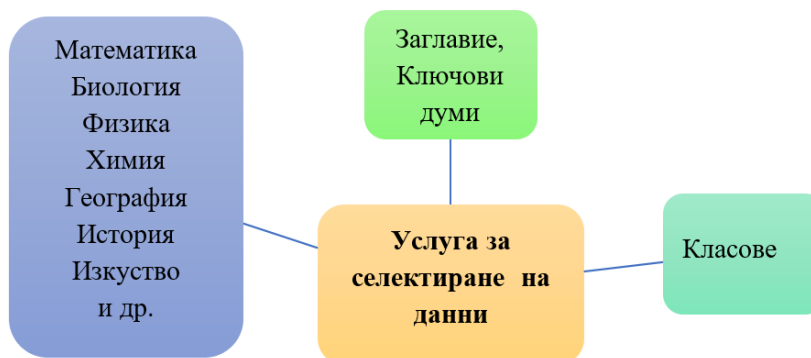 Математика
Биология
Физика
Химия
География
История
Изкуство
и др.
Заглавие,
Ключови
думи
Услуга за
селектиране на
данни
Класове